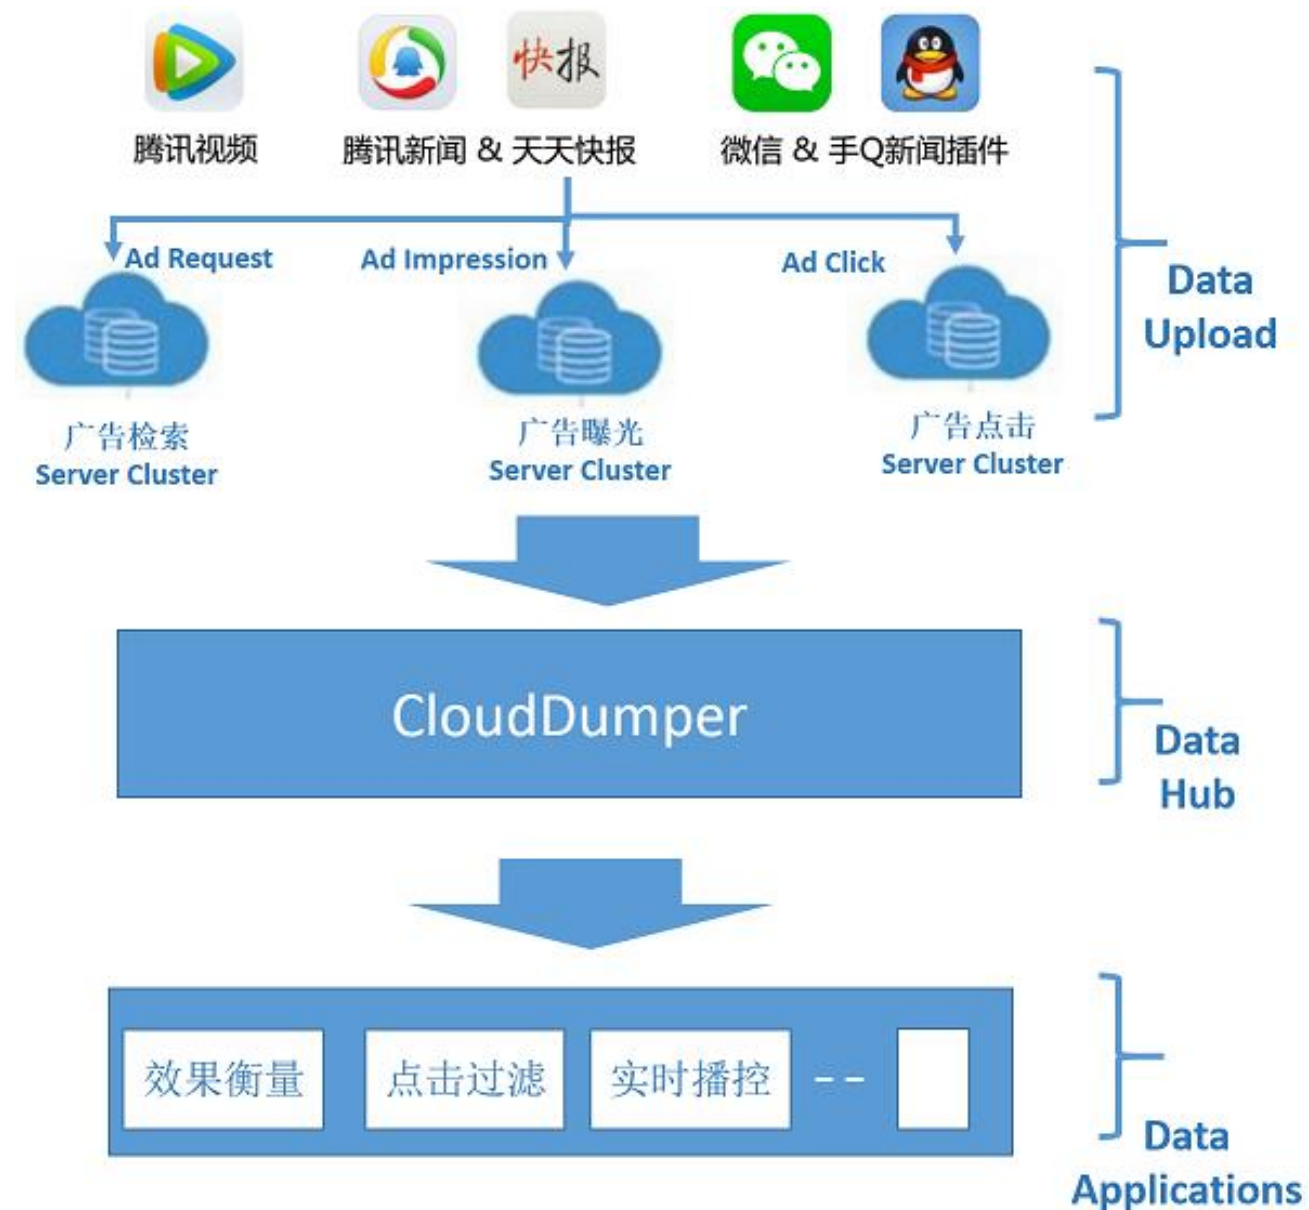 快报
腾讯视频
腾讯新闻 & 天天快报
微信 & 手Q新闻插件
Ad Request
Ad Impression
Ad Click
Data
Upload
广告检索
Server Cluster
广告曝光
Server Cluster
广告点击
Server Cluster
CloudDumper
Data
Hub
效果衡量
点击过滤
实时播控
--
Data
Applications